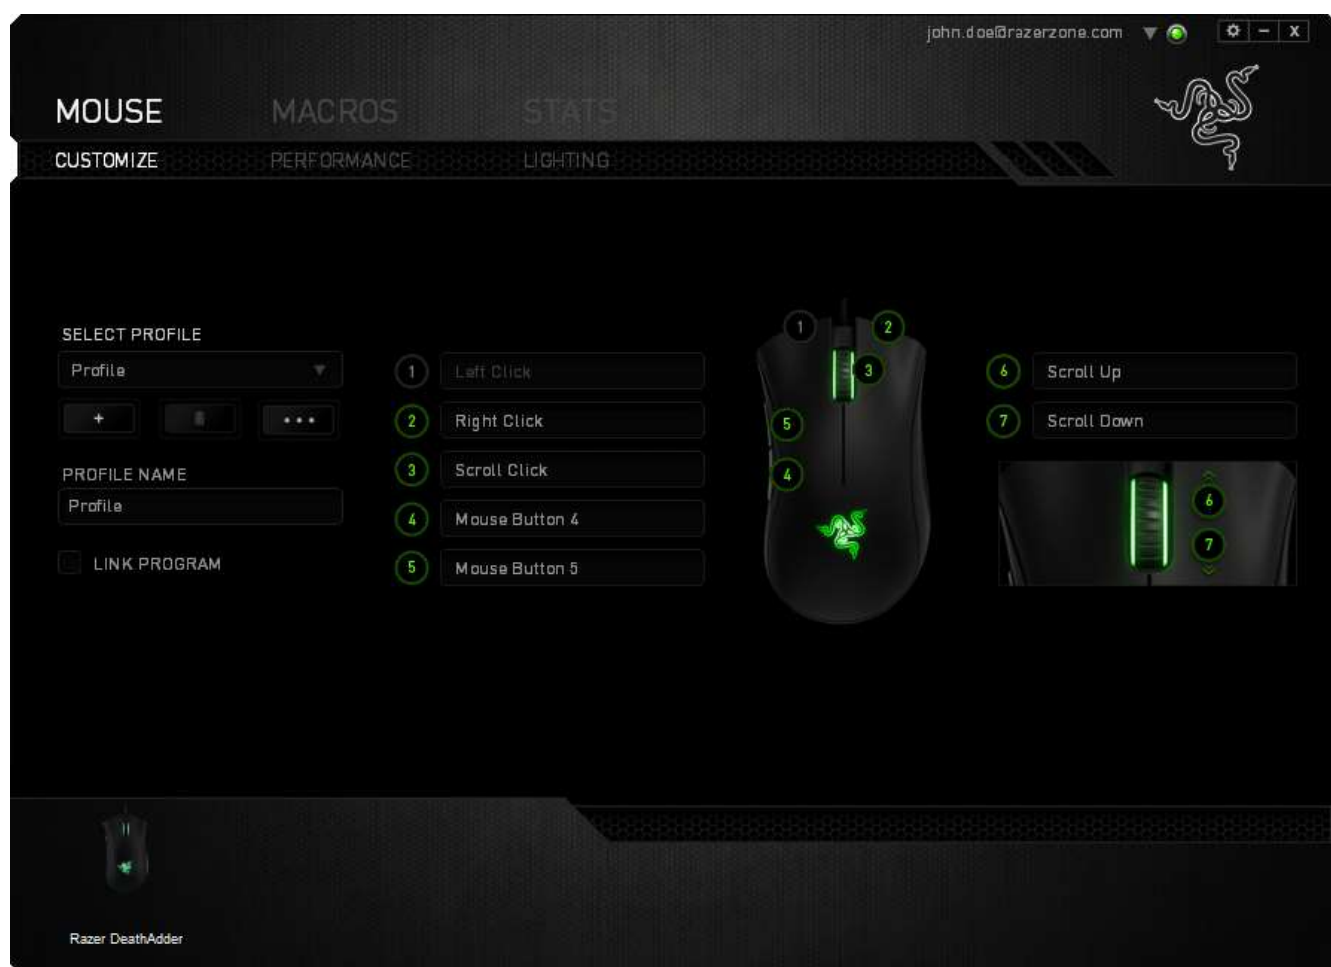 john.doe@razerzone.com
X
MOUSE MACROS STATS
CUSTOMIZE PERFORMANCE LIGHTING
SELECT PROFILE
Profile
+ •••
PROFILE NAME
Profile
LINK PROGRAM
1 Left Click
2 Right Click
3 Scroll Click
4 Mouse Button 4
5 Mouse Button 5
1 2
3
5
4
6 Scroll Up
7 Scroll Down
6
7
Razer DeathAdder